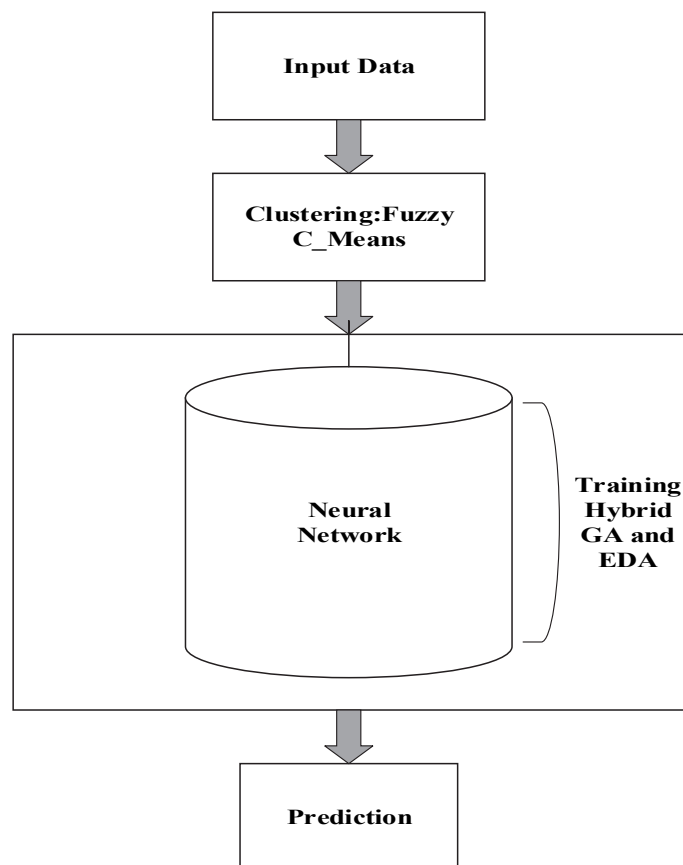 Input Data
Clustering:Fuzzy
C_Means
Neural
Network
Training
Hybrid
GA and
EDA
Prediction